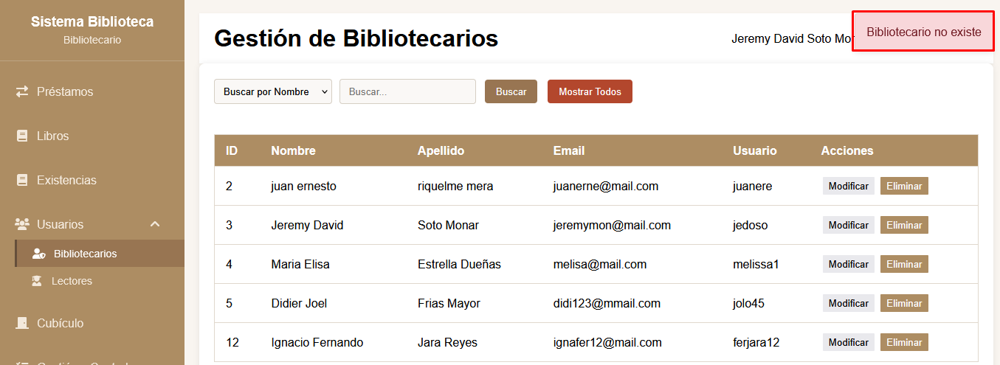 Sistema Biblioteca
Bibliotecario
Préstamos
Libros
Existencias
Usuarios
Bibliotecarios
Lectores
Cubículo
Gestión de Bibliotecarios
Jeremy David Soto Mo
Bibliotecario no existe
Buscar por Nombre Buscar... Buscar Mostrar Todos
ID Nombre Apellido Email Usuario Acciones
2 juan ernesto riquelme mera juanerne@mail.com juanere Modificar Eliminar
3 Jeremy David Soto Monar jeremymon@mail.com jedoso Modificar Eliminar
4 Maria Elisa Estrella Dueñas melisa@mail.com melissa1 Modificar Eliminar
5 Didier Joel Frias Mayor didi123@mmail.com jolo45 Modificar Eliminar
12 Ignacio Fernando Jara Reyes ignafer12@mail.com ferjara12 Modificar Eliminar